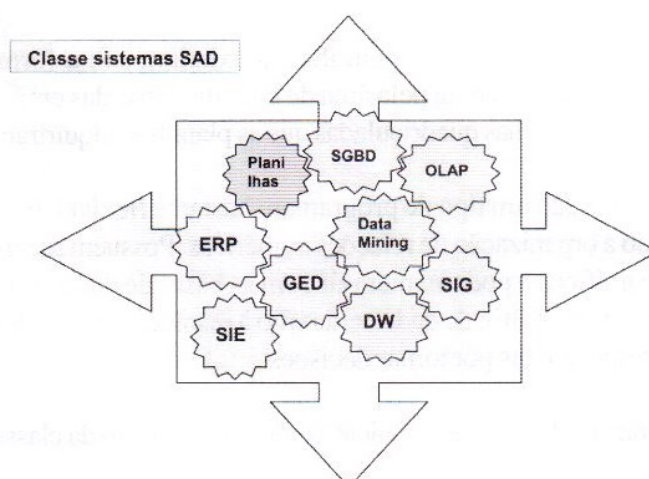 Classe sistemas SAD
SGBD
Plani
lhas
OLAP
ERP
Data
Mining
GED
SIG
SIE
DW